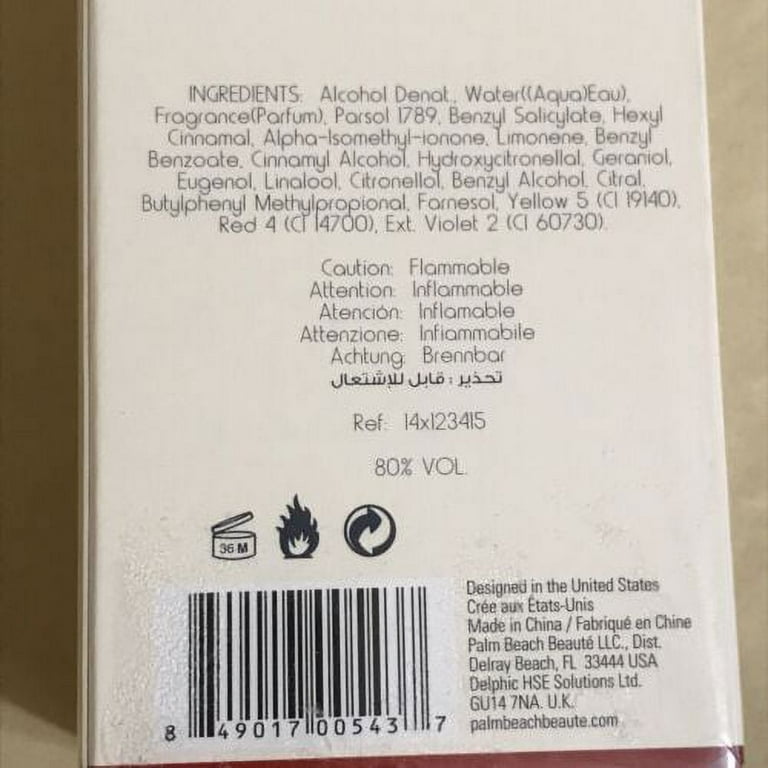 INGREDIENTS: Alcohol Denat., Water((Aqua)Eau),
Fragrance(Parfum), Parsol 1789, Benzyl Salicylate, Hexyl
Cinnamal, Alpha-Isomethyl-ionone, Limonene, Benzyl
Benzoate, Cinnamyl Alcohol, Hydroxycitronellal, Geraniol,
Eugenol, Linalool, Citronellol, Benzyl Alcohol, Citral,
Butylphenyl Methylpropional, Farnesol, Yellow 5 (CI 19140),
Red 4 (CI 14700), Ext. Violet 2 (CI 60730).
Caution: Flammable
Attention: Inflammable
Atención: Inflamable
Attenzione: Infiammabile
Achtung: Brennbar
تحذير : قابل للإشتعال
Ref: 14x123415
80% VOL.
36 M
Designed in the United States
Crée aux États-Unis
Made in China / Fabriqué en Chine
Palm Beach Beauté LLC., Dist.
Delray Beach, FL 33444 USA
Delphic HSE Solutions Ltd.
GU14 7NA. U.K.
palmbeachbeaute.com
8 49017 00543 7